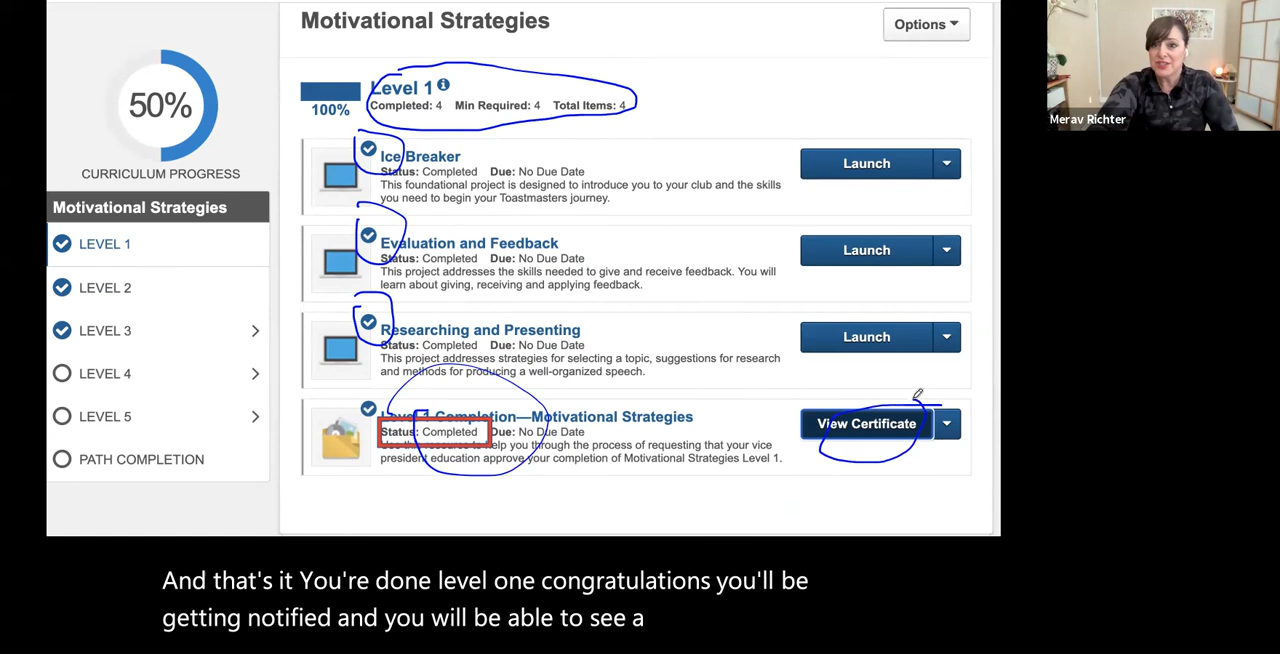 Motivational Strategies
Options
50%
CURRICULUM PROGRESS
Motivational Strategies
LEVEL 1
LEVEL 2
LEVEL 3
LEVEL 4
LEVEL 5
PATH COMPLETION
Level 1
100%
Completed: 4 Min Required: 4 Total Items: 4
Ice Breaker
Status: Completed Due: No Due Date
This foundational project is designed to introduce you to your club and the skills
you need to begin your Toastmasters journey.
Launch
Evaluation and Feedback
Status: Completed Due: No Due Date
This project addresses the skills needed to give and receive feedback. You will
learn about giving, receiving and applying feedback.
Launch
Researching and Presenting
Status: Completed Due: No Due Date
This project addresses strategies for selecting a topic, suggestions for research
and methods for producing a well-organized speech.
Launch
Level 1 Completion—Motivational Strategies
Status: Completed Due: No Due Date
Use this resource to help you through the process of requesting that your vice
president education approve your completion of Motivational Strategies Level 1.
View Certificate
Merav Richter
And that's it You're done level one congratulations you'll be
getting notified and you will be able to see a